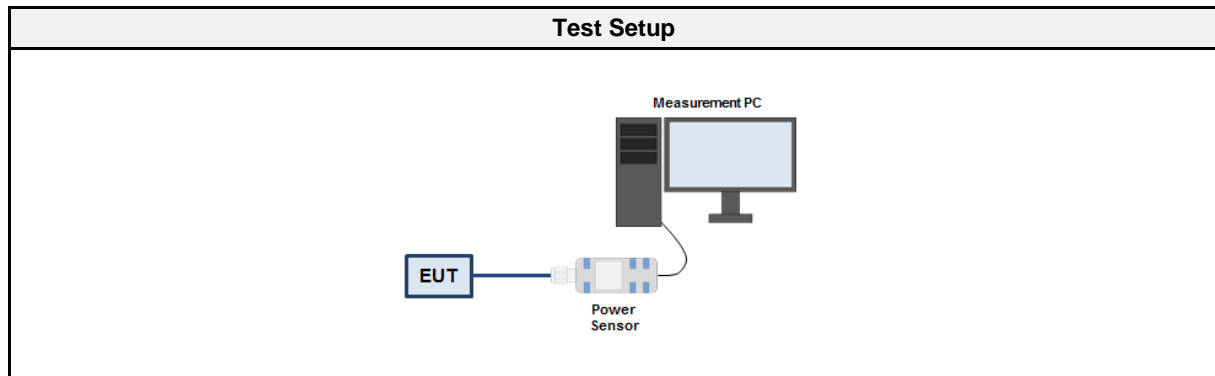 Test Setup
Measurement PC
EUT
Power
Sensor